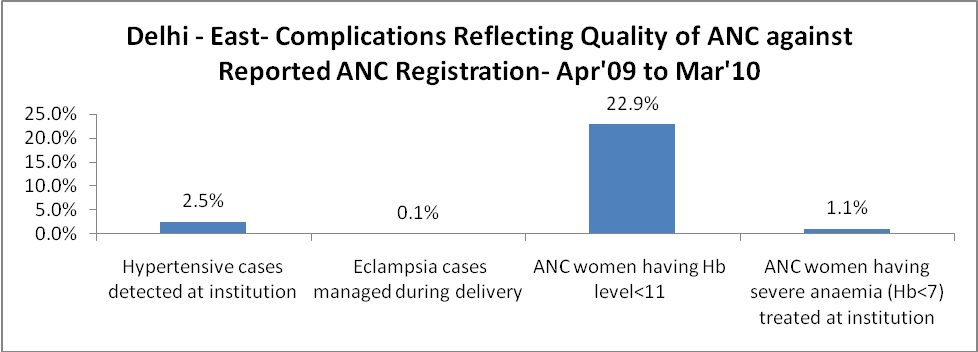 Delhi - East- Complications Reflecting Quality of ANC against
Reported ANC Registration- Apr'09 to Mar'10
25.0%
20.0%
15.0%
10.0%
5.0%
0.0%
2.5%
0.1%
22.9%
1.1%
Hypertensive cases
detected at institution
Eclampsia cases
managed during delivery
ANC women having Hb
level<11
ANC women having
severe anaemia (Hb<7)
treated at institution